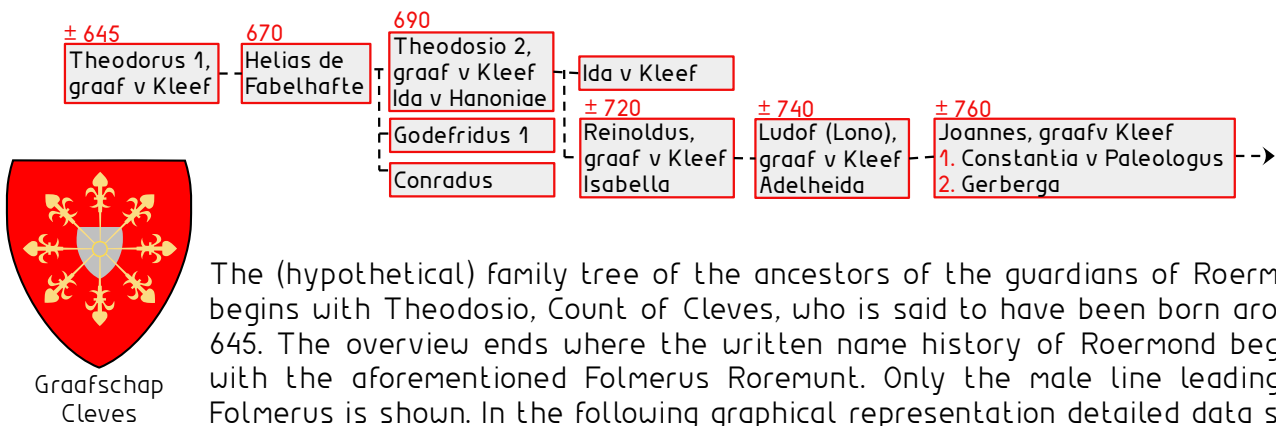 ± 645
Theodorus 1,
graaf v Kleef
670
Helias de
Fabelhafte
690
Theodosio 2,
graaf v Kleef
Ida v Hanoniae
Godefridus 1
Conradus
Ida v Kleef
± 720
Reinoldus,
graaf v Kleef
Isabella
± 740
Ludof (Lono),
graaf v Kleef
Adelheida
± 760
Joannes, graafv Kleef
1. Constantia v Paleologus
2. Gerberga
Graafschap
Cleves
The (hypothetical) family tree of the ancestors of the guardians of Roerm
begins with Theodosio, Count of Cleves, who is said to have been born aro
645. The overview ends where the written name history of Roermond beg
with the aforementioned Folmerus Roremunt. Only the male line leading
Folmerus is shown. In the following graphical representation detailed data s